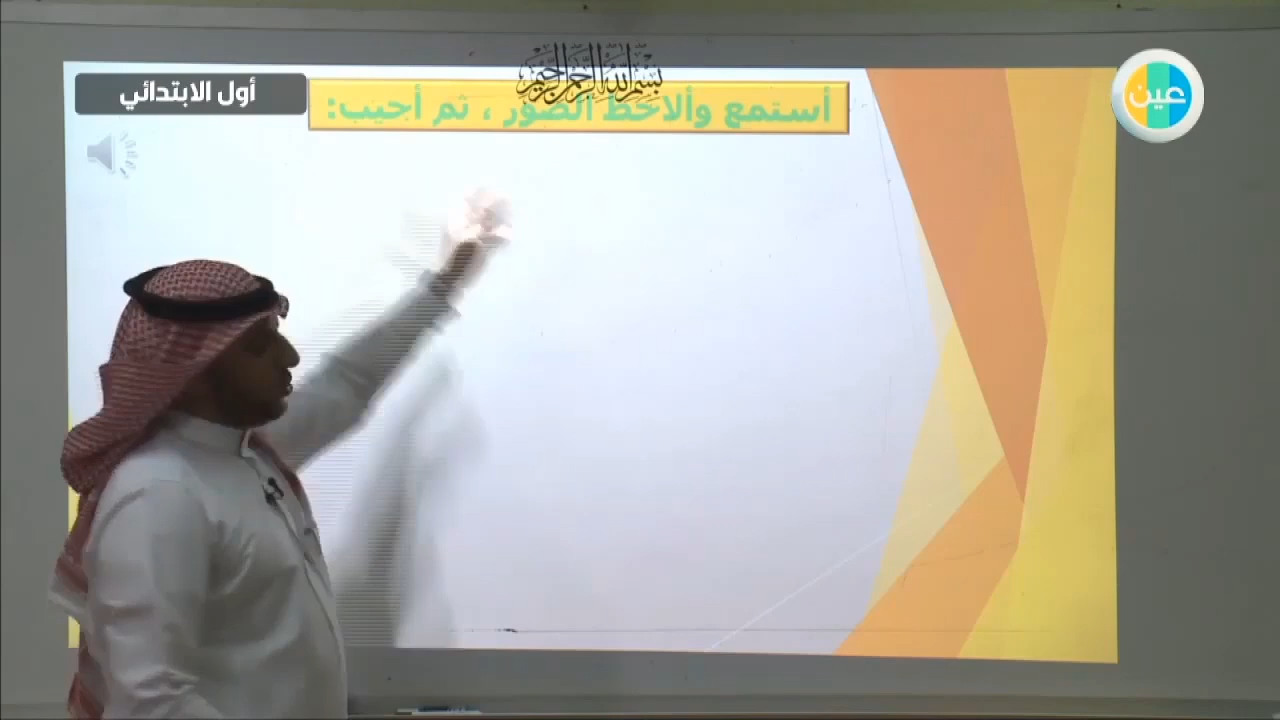 بسم الله الرحمن الرحيم
أول الابتدائي
أستمع وألاحظ الصور ، ثم أجيب:
عين